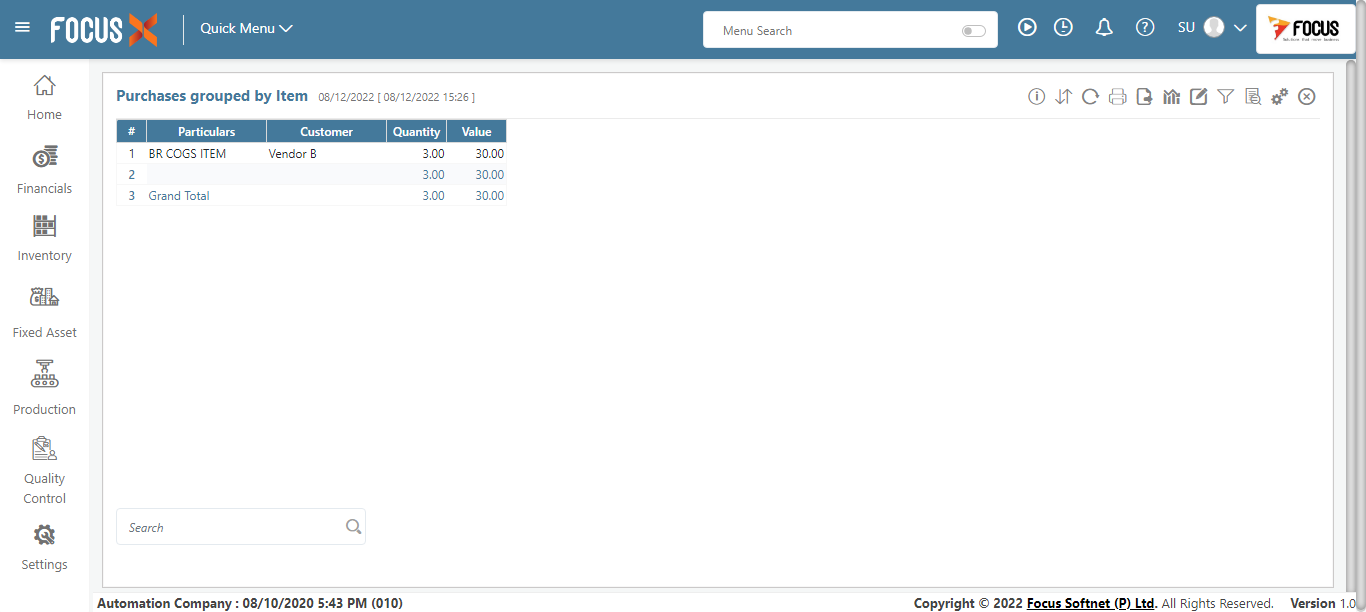 FOCUS X
Quick Menu
Menu Search
SU
FOCUS
Purchases grouped by Item 08/12/2022 [ 08/12/2022 15:26 ]
# Particulars Customer Quantity Value
1 BR COGS ITEM Vendor B 3.00 30.00
2 3.00 30.00
3 Grand Total 3.00 30.00
Home
Financials
Inventory
Fixed Asset
Production
Quality
Control
Settings
Search
Automation Company : 08/10/2020 5:43 PM (010)
Copyright © 2022 Focus Softnet (P) Ltd. All Rights Reserved. Version 1.0